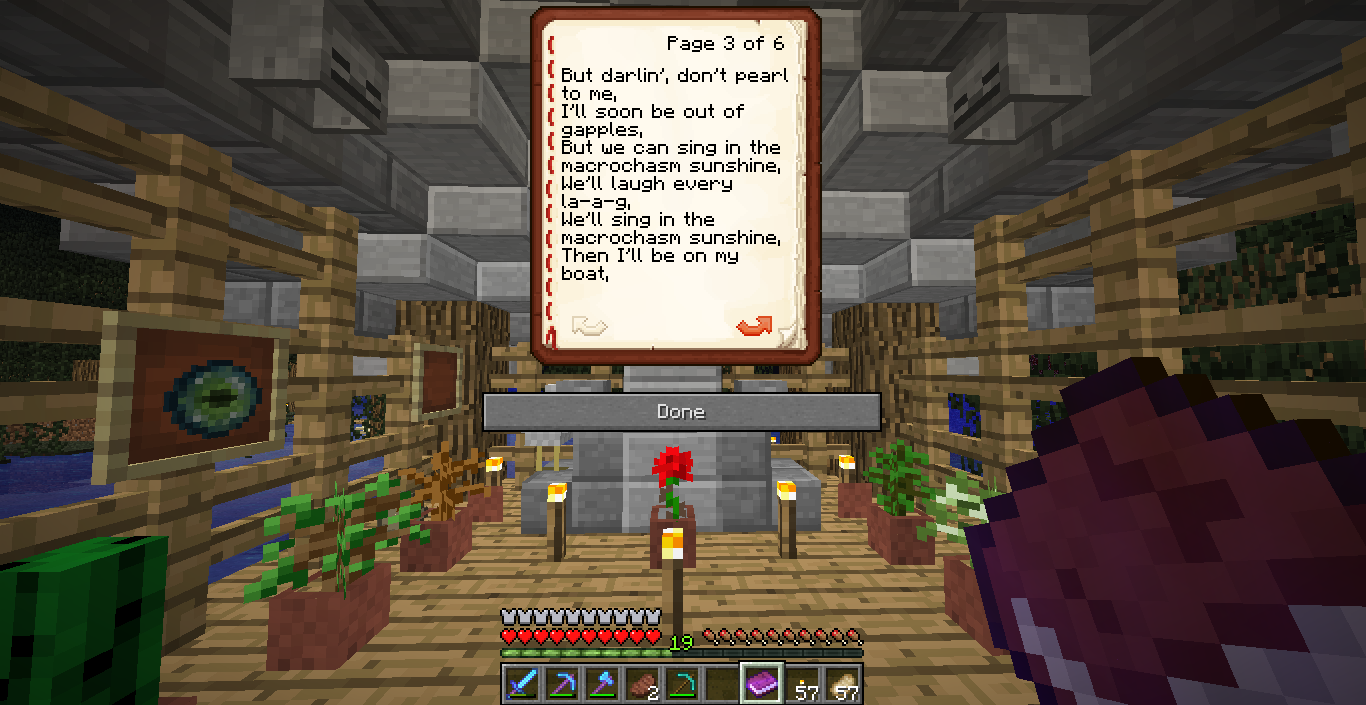 Page 3 of 6
But darlin', don't pearl
to me,
I'll soon be out of
gapples,
But we can sing in the
macrochasm sunshine,
We'll laugh every
la-a-g,
We'll sing in the
macrochasm sunshine,
Then I'll be on my
boat,
Done
19
2
57
57